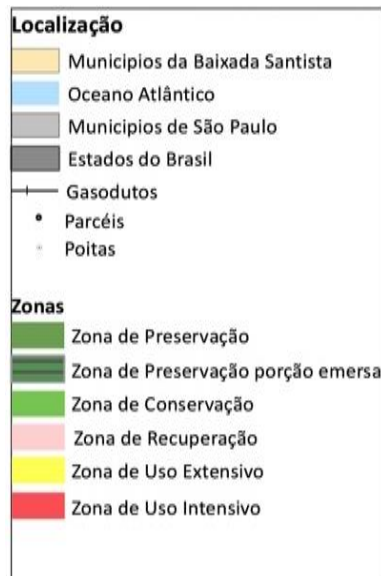 Localização
Municipios da Baixada Santista
Oceano Atlântico
Municipios de São Paulo
Estados do Brasil
Gasodutos
Parcéis
Poitas
Zonas
Zona de Preservação
Zona de Preservação porção emersa
Zona de Conservação
Zona de Recuperação
Zona de Uso Extensivo
Zona de Uso Intensivo